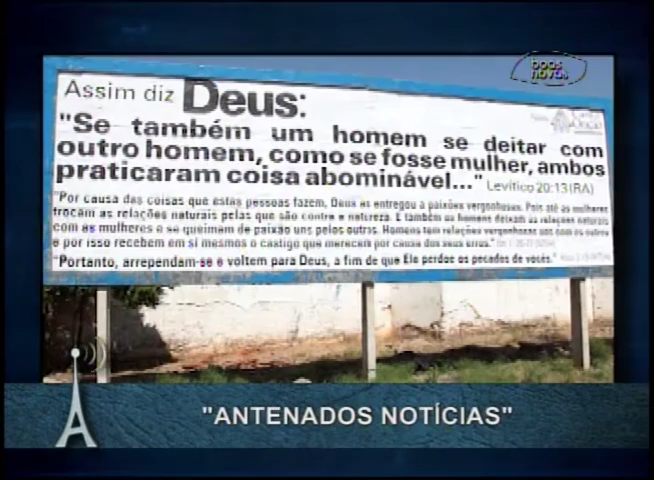 boas
novas
Assim diz Deus:
"Se também um homem se deitar com
outro homem, como se fosse mulher, ambos
praticaram coisa abominável..." Levítico 20:13(RA)
"Por causa das coisas que estas pessoas fazem, Deus as entregou a paixões vergonhosas. Pois até as mulheres
trocam as relações naturais pelas que são contra a natureza. E também os homens deixam as relações naturais
com as mulheres e se queimam de paixão uns pelos outros. Homens tem relações vergonhosas uns com os outros
e por isso recebem em si mesmos o castigo que merecem por causa dos seus erros."
"Portanto, arrependam-se e voltem para Deus, a fim de que Ele perdoe os pecados de vocês."
"ANTENADOS NOTÍCIAS"